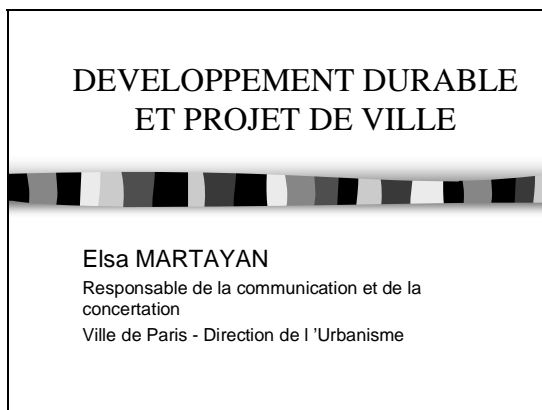 DEVELOPPEMENT DURABLE
ET PROJET DE VILLE
Elsa MARTAYAN
Responsable de la communication et de la
concertation
Ville de Paris - Direction de l ’Urbanisme